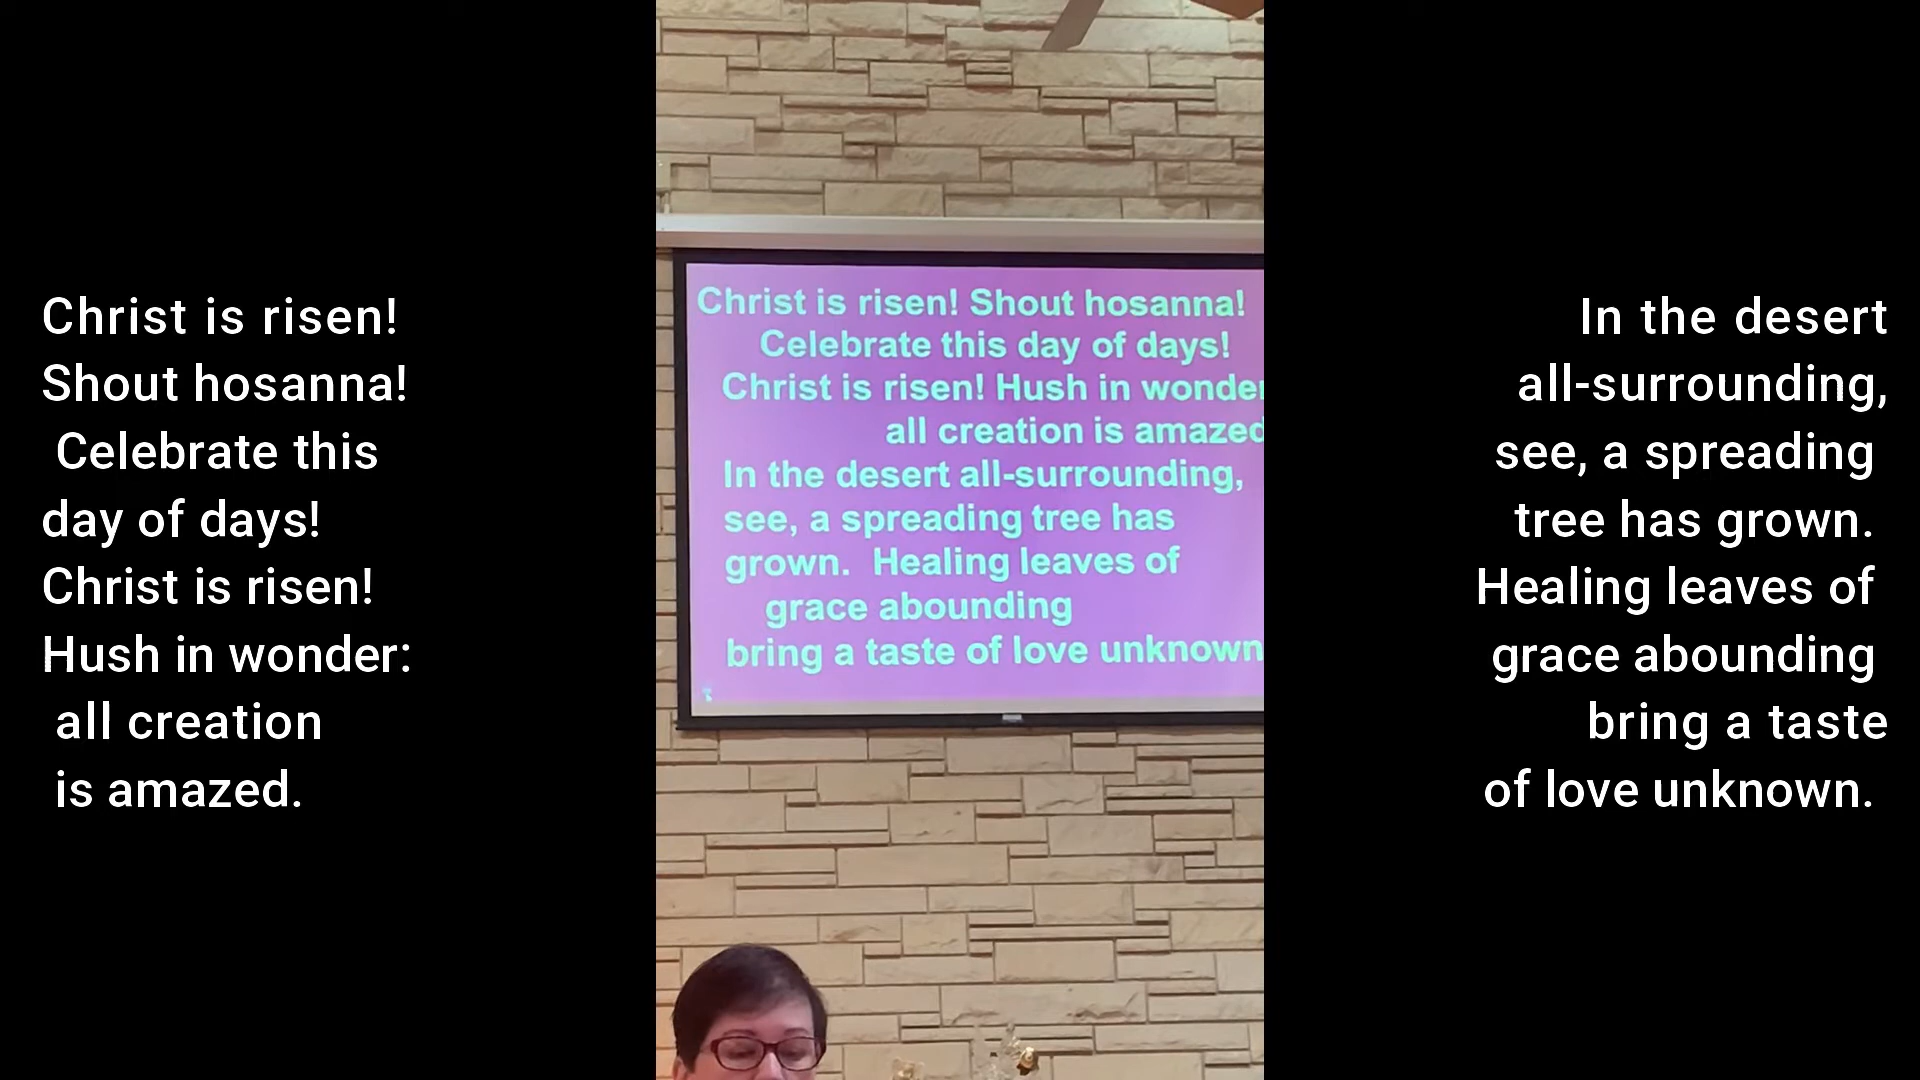 Christ is risen!
Shout hosanna!
Celebrate this
day of days!
Christ is risen!
Hush in wonder:
all creation
is amazed.
Christ is risen! Shout hosanna!
Celebrate this day of days!
Christ is risen! Hush in wonder
all creation is amazed
In the desert all-surrounding,
see, a spreading tree has
grown. Healing leaves of
grace abounding
bring a taste of love unknown
In the desert
all-surrounding,
see, a spreading
tree has grown.
Healing leaves of
grace abounding
bring a taste
of love unknown.